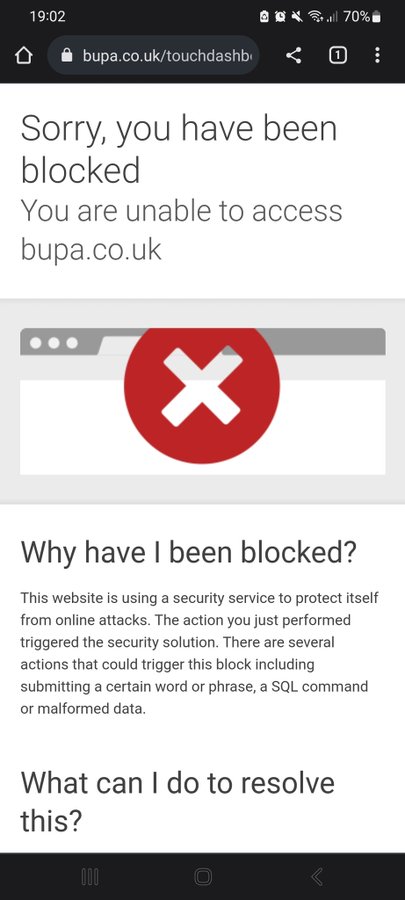 19:02
70%
bupa.co.uk/touchdashb
1
Sorry, you have been
blocked
You are unable to access
bupa.co.uk
Why have I been blocked?
This website is using a security service to protect itself
from online attacks. The action you just performed
triggered the security solution. There are several
actions that could trigger this block including
submitting a certain word or phrase, a SQL command
or malformed data.
What can I do to resolve
this?